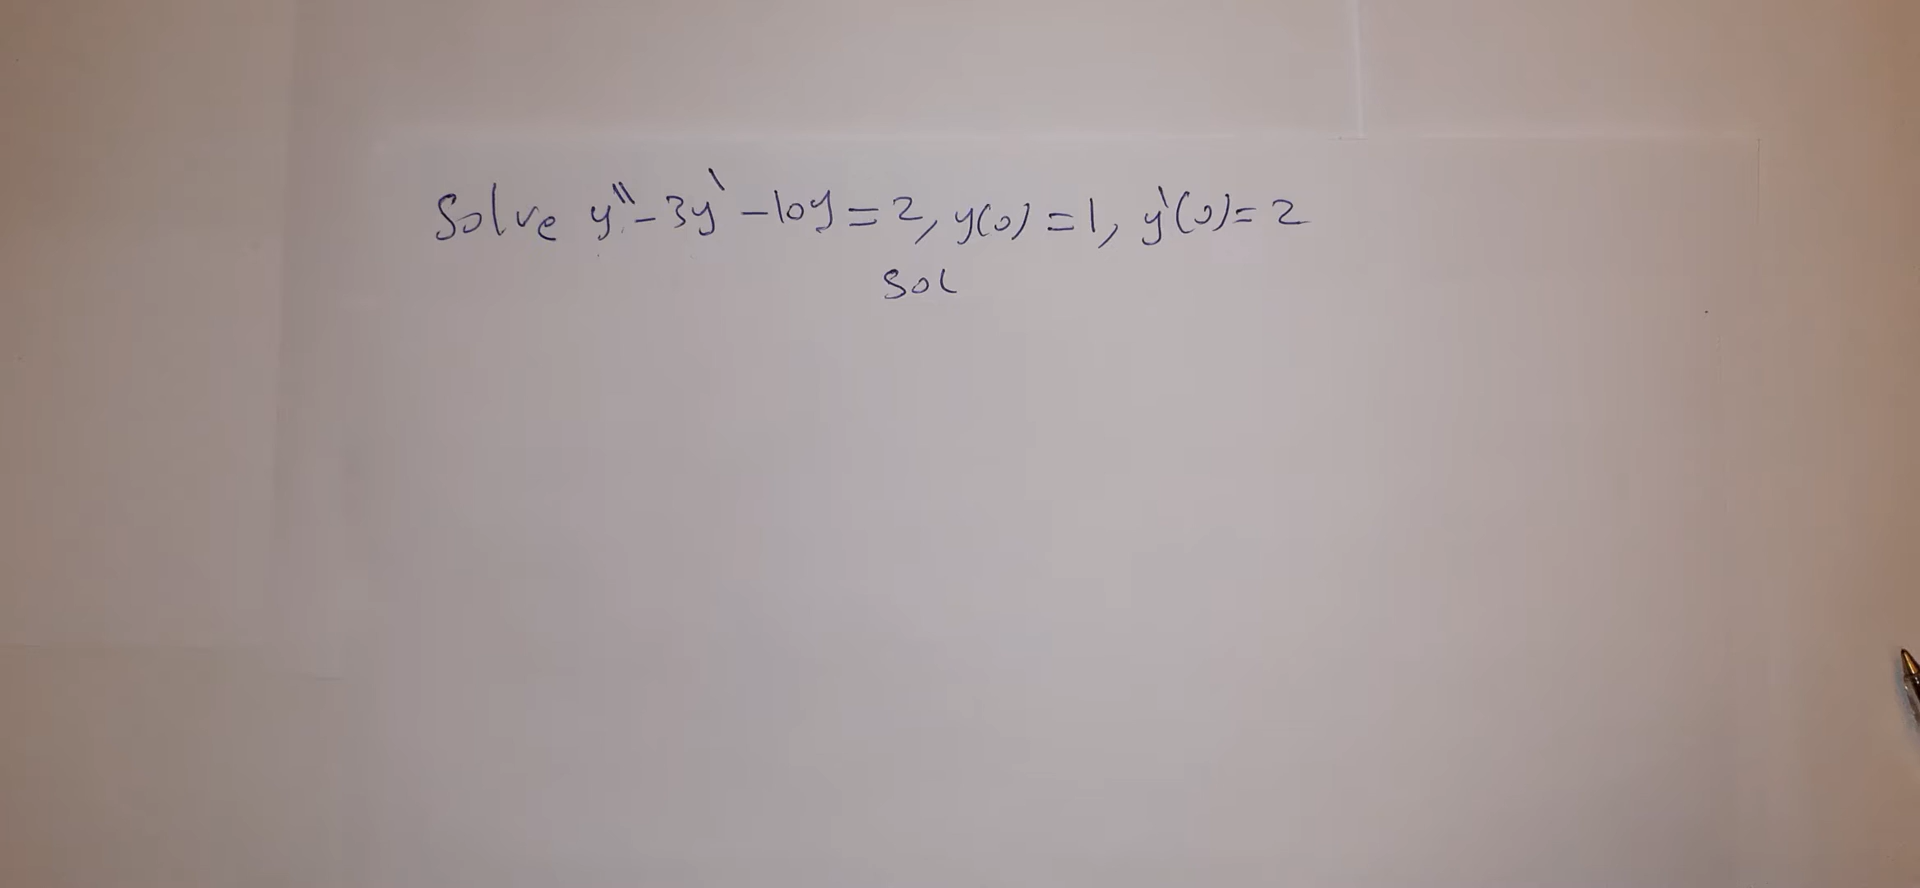 Solve y'' - 3y' - 10y = 2, y(0) = 1, y'(0) = 2
Sol